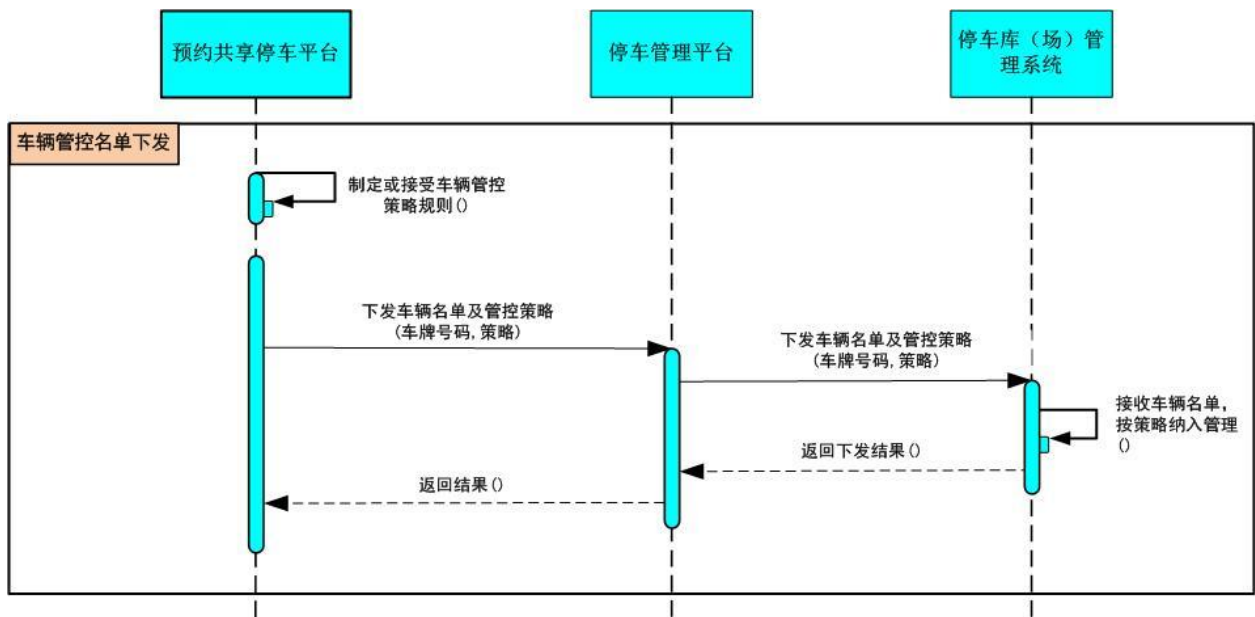 预约共享停车平台
停车管理平台
停车库（场）管
理系统
车辆管控名单下发
制定或接受车辆管控
策略规则()
下发车辆名单及管控策略
(车牌号码,策略)
下发车辆名单及管控策略
(车牌号码,策略)
接收车辆名单，
按策略纳入管理
()
返回下发结果()
返回结果()